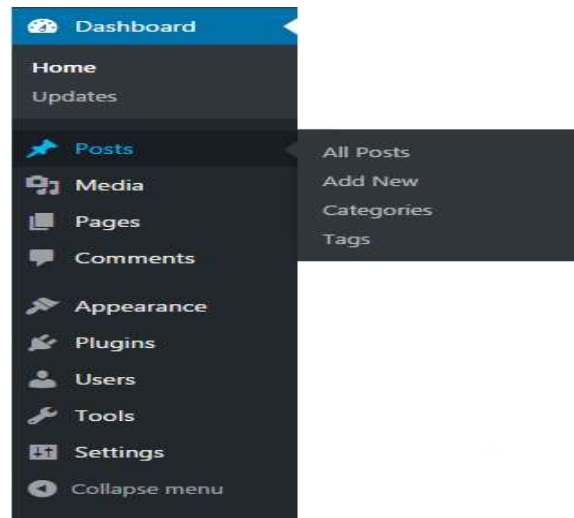 Dashboard
Home
Updates
Posts
All Posts
Add New
Categories
Tags
Media
Pages
Comments
Appearance
Plugins
Users
Tools
Settings
Collapse menu